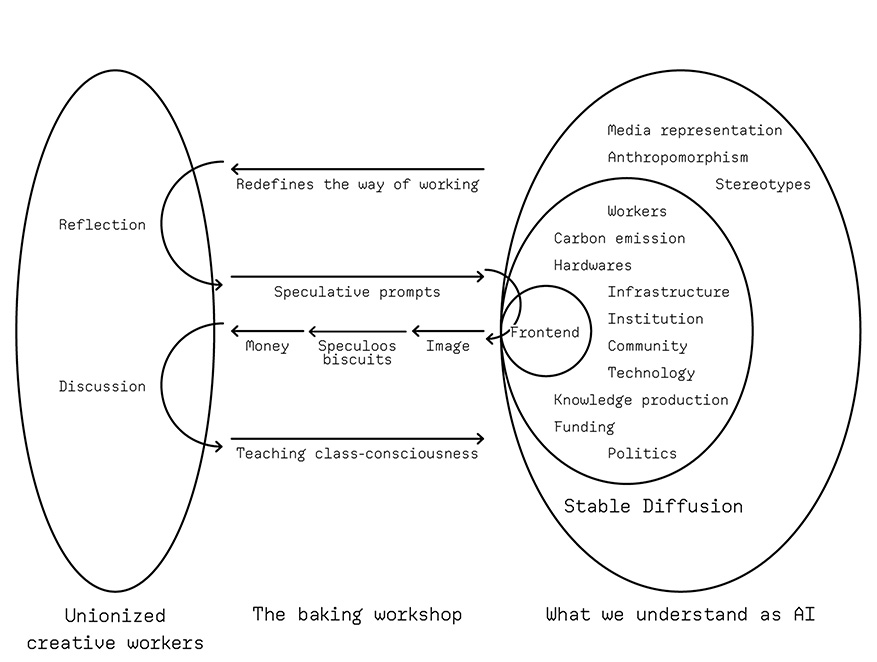 Media representation
Anthropomorphism
Stereotypes
Redefines the way of working
Workers
Reflection
Carbon emission
Hardwares
Speculative prompts
Infrastructure
Institution
Frontend
Money
Speculoos
biscuits
Image
Community
Technology
Discussion
Knowledge production
Funding
Teaching class-consciousness
Politics
Stable Diffusion
Unionized
creative workers
The baking workshop
What we understand as AI